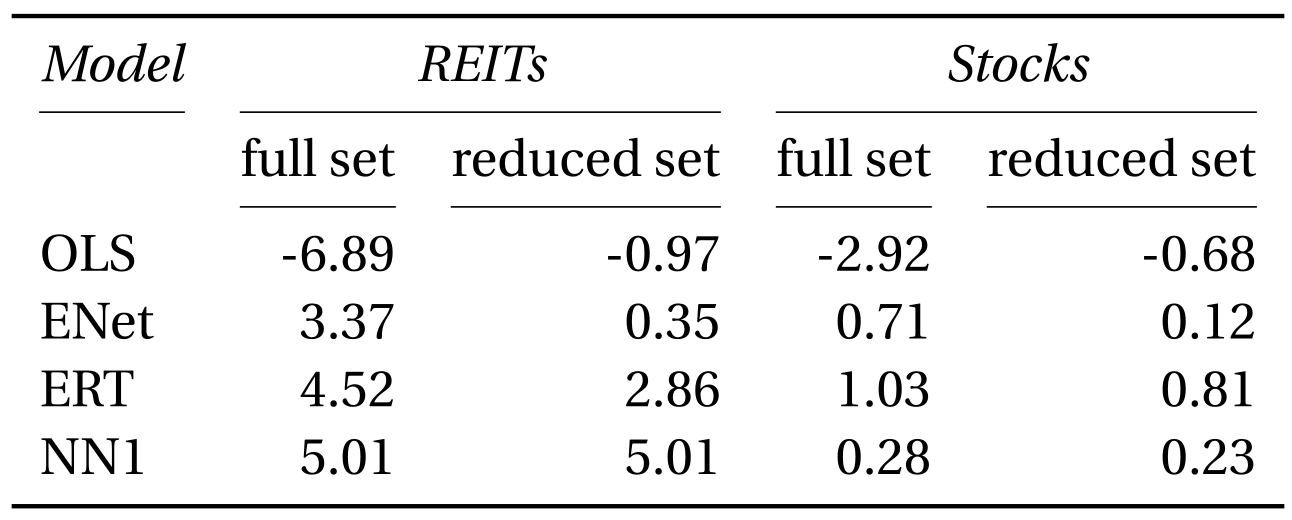 Model REITs Stocks
full set reduced set full set reduced set
OLS -6.89 -0.97 -2.92 -0.68
ENet 3.37 0.35 0.71 0.12
ERT 4.52 2.86 1.03 0.81
NN1 5.01 5.01 0.28 0.23